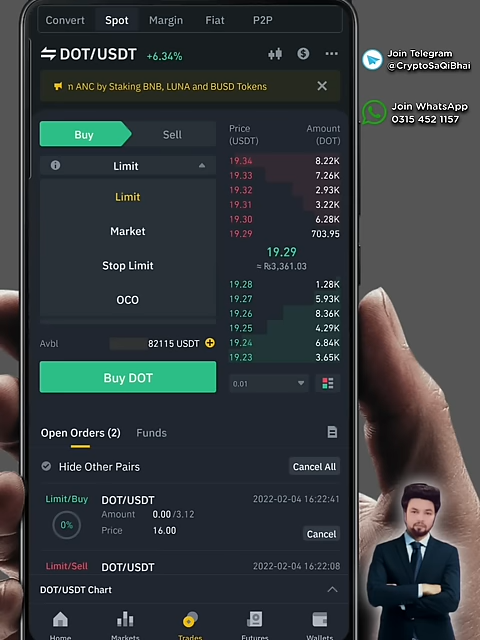 Convert Spot Margin Fiat P2P
DOT/USDT +6.34%
n ANC by Staking BNB, LUNA and BUSD Tokens
Join Telegram
@CryptoSaQiBhai
Join WhatsApp
0315 452 1157
Buy Sell
Limit
Limit
Market
Stop Limit
OCO
Avbl 82115 USDT
Buy DOT
Price
(USDT)
Amount
(DOT)
19.34 8.22K
19.33 7.26K
19.32 2.93K
19.31 3.22K
19.30 6.28K
19.29 703.95
19.29
≈ ₨3,361.03
19.28 1.28K
19.27 5.93K
19.26 8.36K
19.25 4.29K
19.24 6.84K
19.23 3.65K
0.01
Open Orders (2) Funds
Hide Other Pairs Cancel All
Limit/Buy DOT/USDT 2022-02-04 16:22:41
0% Amount 0.00/3.12
Price 16.00
Cancel
Limit/Sell DOT/USDT 2022-02-04 16:22:08
DOT/USDT Chart
Home Markets Trades Futures Wallets